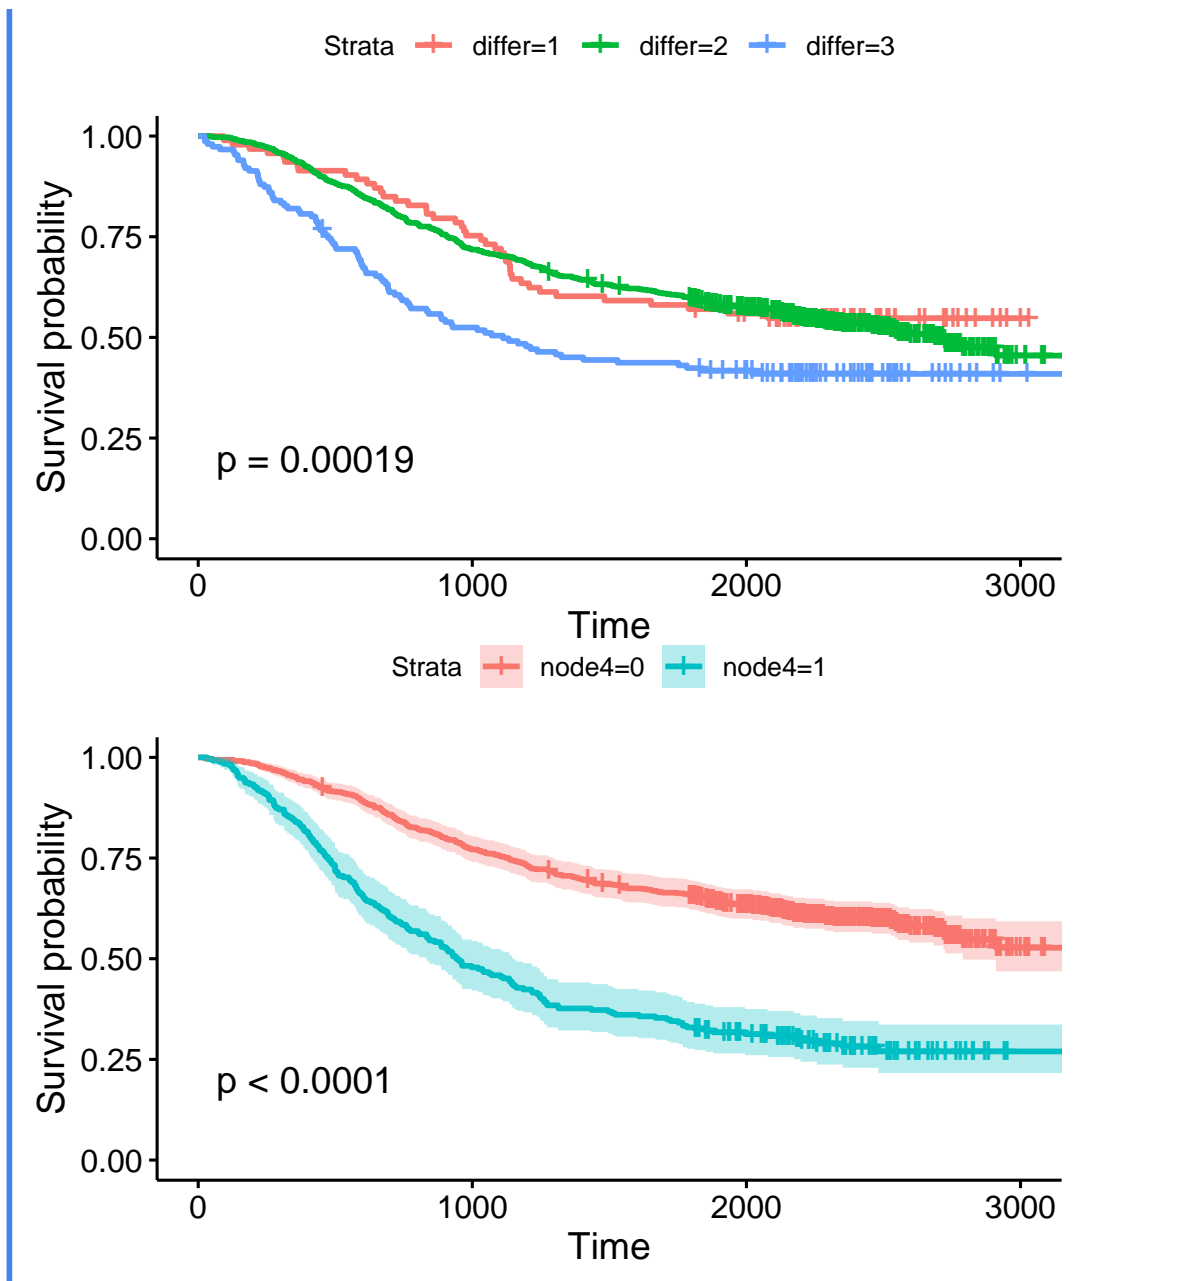 Strata differ=1 differ=2 differ=3
1.00
0.75
0.50
0.25
0.00
Survival probability
p = 0.00019
0 1000 2000 3000
Time
Strata node4=0 node4=1
1.00
0.75
0.50
0.25
0.00
Survival probability
p < 0.0001
0 1000 2000 3000
Time